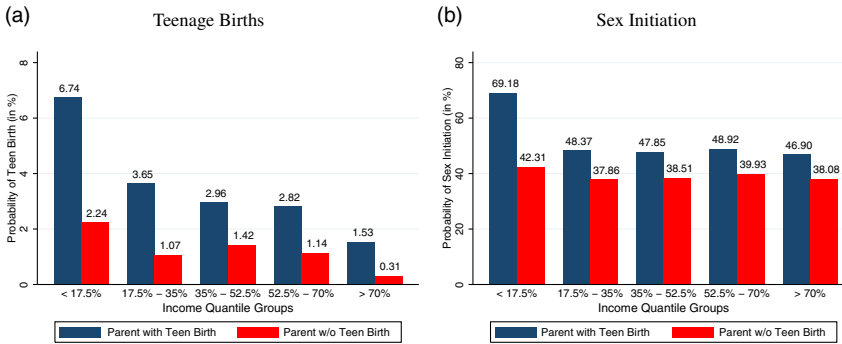 (a)
Teenage Births
Probability of Teen Birth (in %)
8
6
4
2
0
6.74
2.24
3.65
1.07
2.96
1.42
2.82
1.14
1.53
0.31
< 17.5%
17.5% − 35%
35% − 52.5%
52.5% − 70%
> 70%
Income Quantile Groups
Parent with Teen Birth
Parent w/o Teen Birth
(b)
Sex Initiation
Probability of Sex Initiation (in %)
80
60
40
20
0
69.18
42.31
48.37
37.86
47.85
38.51
48.92
39.93
46.90
38.08
< 17.5%
17.5% − 35%
35% − 52.5%
52.5% − 70%
> 70%
Income Quantile Groups
Parent with Teen Birth
Parent w/o Teen Birth